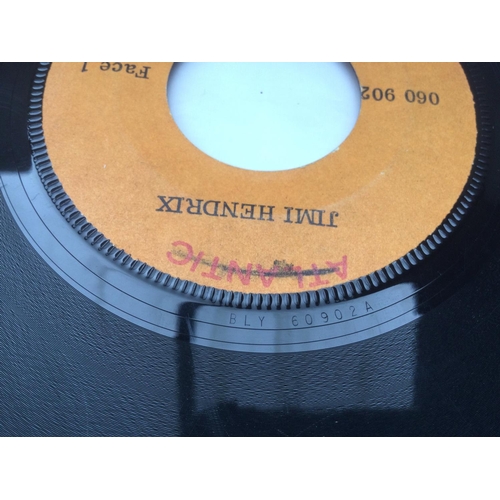 ATLANTIC
JIMI HENDRIX
060 902
Face 1
BLY 60902A